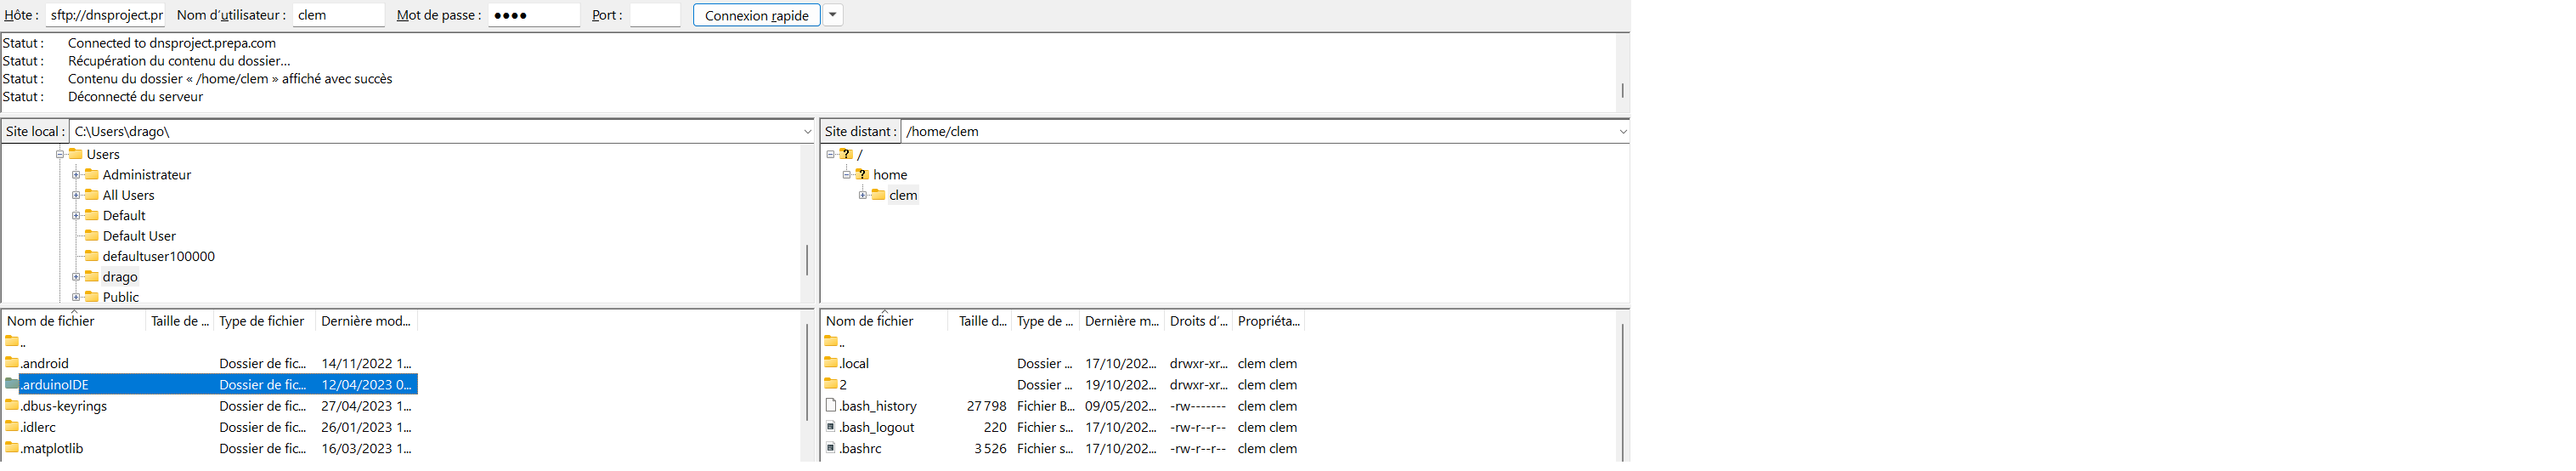 Hôte : sftp://dnsproject.pr Nom d'utilisateur : clem Mot de passe : ●●●● Port : Connexion rapide
Statut : Connected to dnsproject.prepa.com
Statut : Récupération du contenu du dossier...
Statut : Contenu du dossier « /home/clem » affiché avec succès
Statut : Déconnecté du serveur
Site local : C:\Users\drago\
Users
Administrateur
All Users
Default
Default User
defaultuser100000
drago
Public
Site distant : /home/clem
/
home
clem
Nom de fichier Taille de ... Type de fichier Dernière mod...
..
.android Dossier de fic... 14/11/2022 1...
.arduinoIDE Dossier de fic... 12/04/2023 0...
.dbus-keyrings Dossier de fic... 27/04/2023 1...
.idlerc Dossier de fic... 26/01/2023 1...
.matplotlib Dossier de fic... 16/03/2023 1...
Nom de fichier Taille d... Type de ... Dernière m... Droits d'... Propriéta...
..
.local Dossier ... 17/10/202... drwxr-xr... clem clem
2 Dossier ... 19/10/202... drwxr-xr... clem clem
.bash_history 27 798 Fichier B... 09/05/202... -rw------- clem clem
.bash_logout 220 Fichier s... 17/10/202... -rw-r--r-- clem clem
.bashrc 3 526 Fichier s... 17/10/202... -rw-r--r-- clem clem